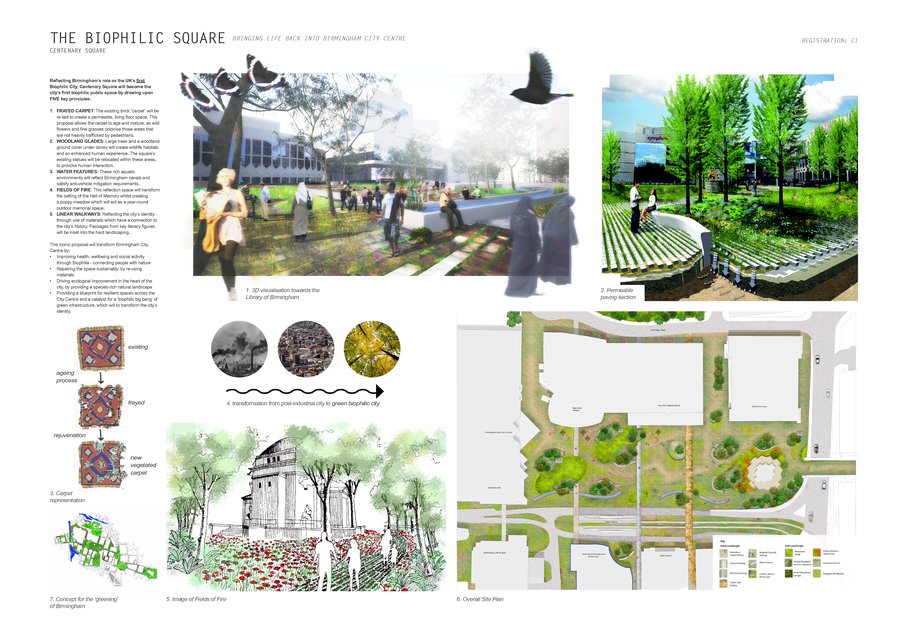 THE BIOPHILIC SQUARE BRINGING LIFE BACK INTO BIRMINGHAM CITY CENTRE
CENTENARY SQUARE
REGISTRATION: 01
Reflecting Birmingham's role as the UK's first
Biophilic City, Centenary Square will become the
city's first biophilic public space by drawing upon
FIVE key principles:
1. FRAYED CARPET: The existing brick 'carpet' will be
re-laid to create a permeable, living floor space. This
proposal allows the carpet to age and mature, as wild
flowers and fine grasses colonise those areas that
are not heavily trafficked by pedestrians.
2. WOODLAND GLADES: Large trees and a woodland
ground cover under storey will create wildlife habitats
and an enhanced human experience. The square's
existing statues will be relocated within these areas,
to provoke human interaction.
3. WATER FEATURES: These rich aquatic
environments will reflect Birmingham canals and
satisfy anti-vehicle mitigation requirements.
4. FIELDS OF FIRE: This reflection space will transform
the setting of the Hall of Memory whilst creating
a poppy meadow which will act as a year-round
outdoor memorial space.
5. LINEAR WALKWAYS: Reflecting the city's identity
through use of materials which have a connection to
the city's history. Passages from key literary figures
will be inset into the hard landscaping.
This iconic proposal will transform Birmingham City
Centre by:
• Improving health, wellbeing and social activity
through Biophilia - connecting people with nature
• Repairing the space sustainably, by re-using
materials
• Driving ecological improvement in the heart of the
city, by providing a species-rich natural landscape
• Providing a blueprint for resilient spaces across the
City Centre and a catalyst for a 'biophilic big bang' of
green infrastructure, which will to transform the city's
identity.
1. 3D visualisation towards the
Library of Birmingham
symphony
2. Permeable
paving section
existing
ageing
process
frayed
rejuvenation
new
vegetated
carpet
3. Carpet
representation
4. transformation from post-industrial city to green biophilic city
7. Concept for the 'greening'
of Birmingham
5. Image of Fields of Fire
6. Overall Site Plan
Key